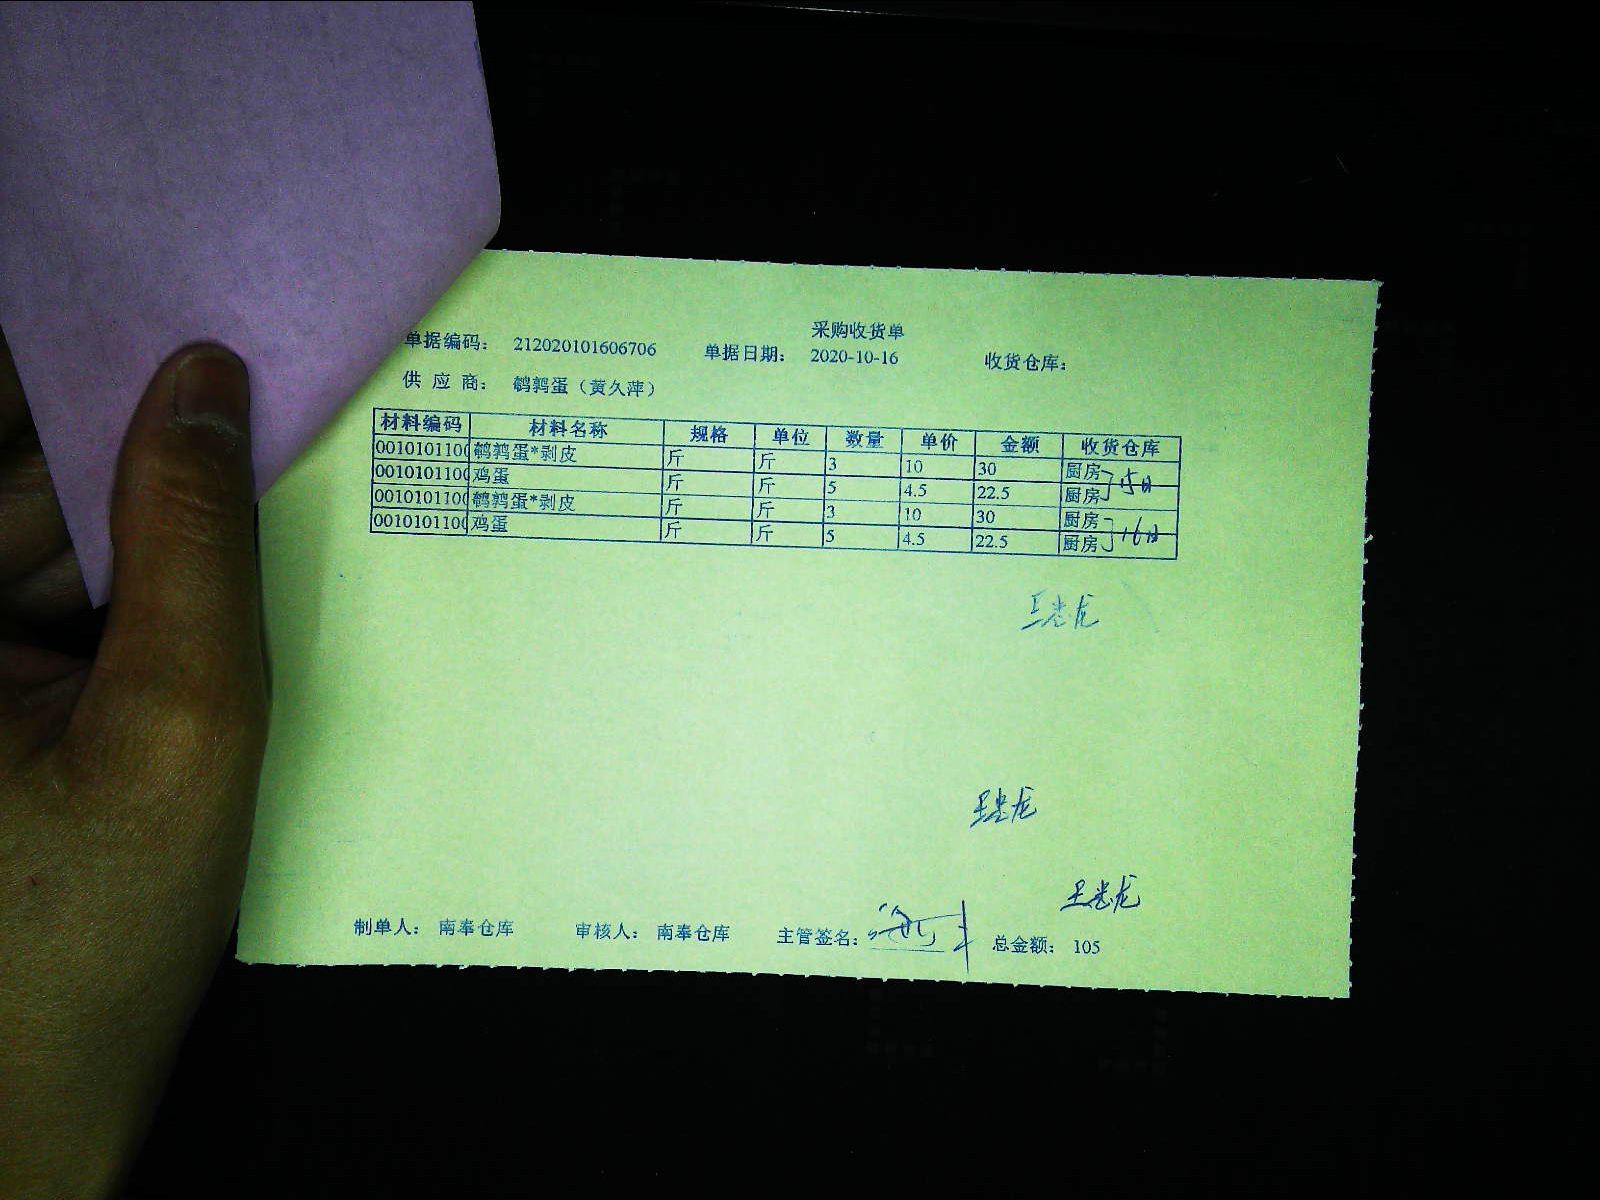 采购收货单
单据编码： 212020101606706 单据日期： 2020-10-16 收货仓库：
供 应 商： 鹌鹑蛋（黄久萍）
材料编码 材料名称 规格 单位 数量 单价 金额 收货仓库
0010101100 鹌鹑蛋*剥皮 斤 斤 3 10 30 厨房
0010101100 鸡蛋 斤 斤 5 4.5 22.5 厨房
15日
0010101100 鹌鹑蛋*剥皮 斤 斤 3 10 30 厨房
0010101100 鸡蛋 斤 斤 5 4.5 22.5 厨房
16日
王忠龙
王忠龙
王忠龙
制单人： 南奉仓库 审核人： 南奉仓库 主管签名： 总金额： 105